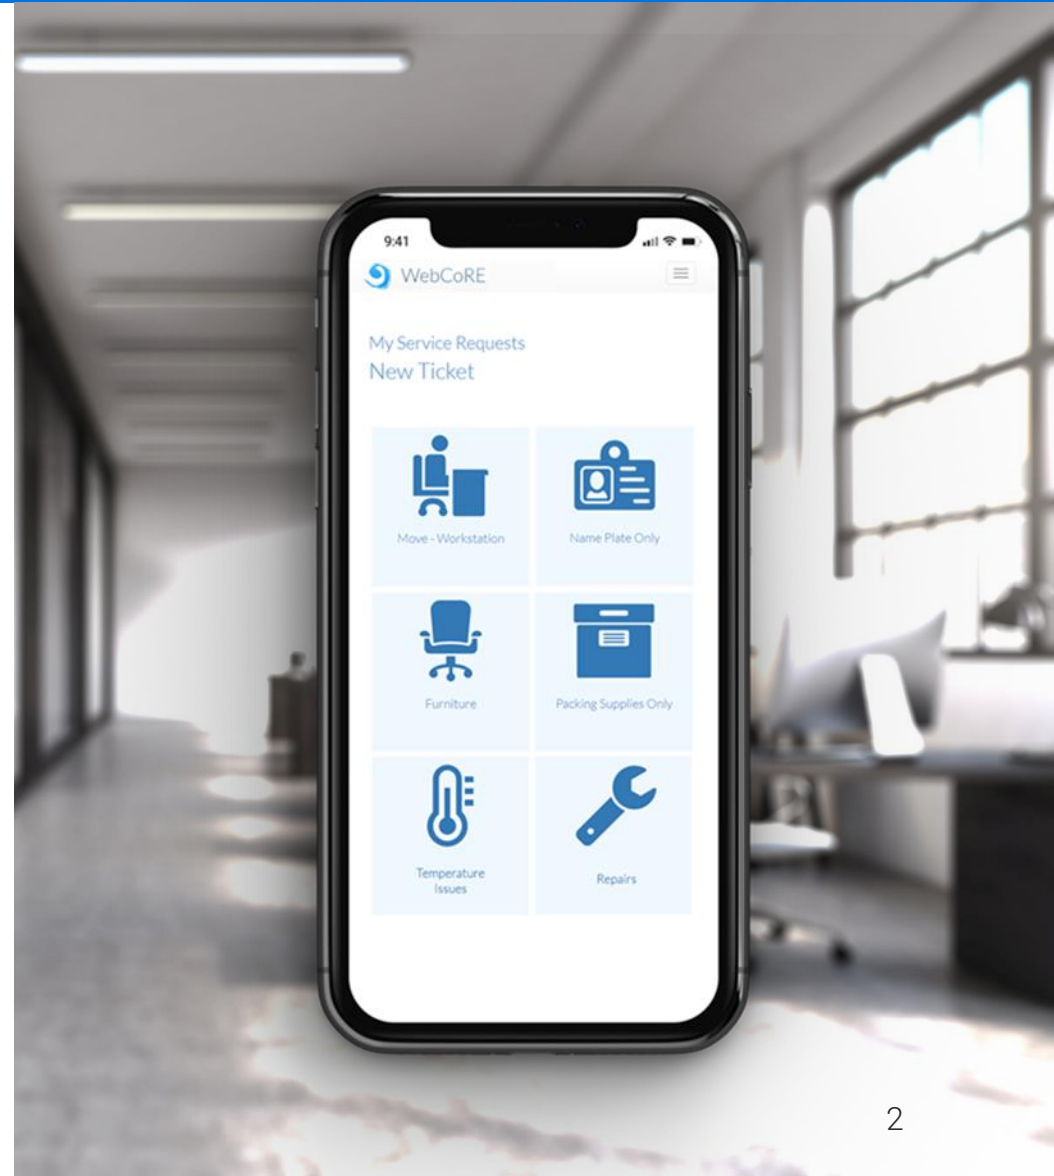 9:41
WebCoRE
My Service Requests
New Ticket
Move - Workstation
Name Plate Only
Furniture
Packing Supplies Only
Temperature
Issues
Repairs
2